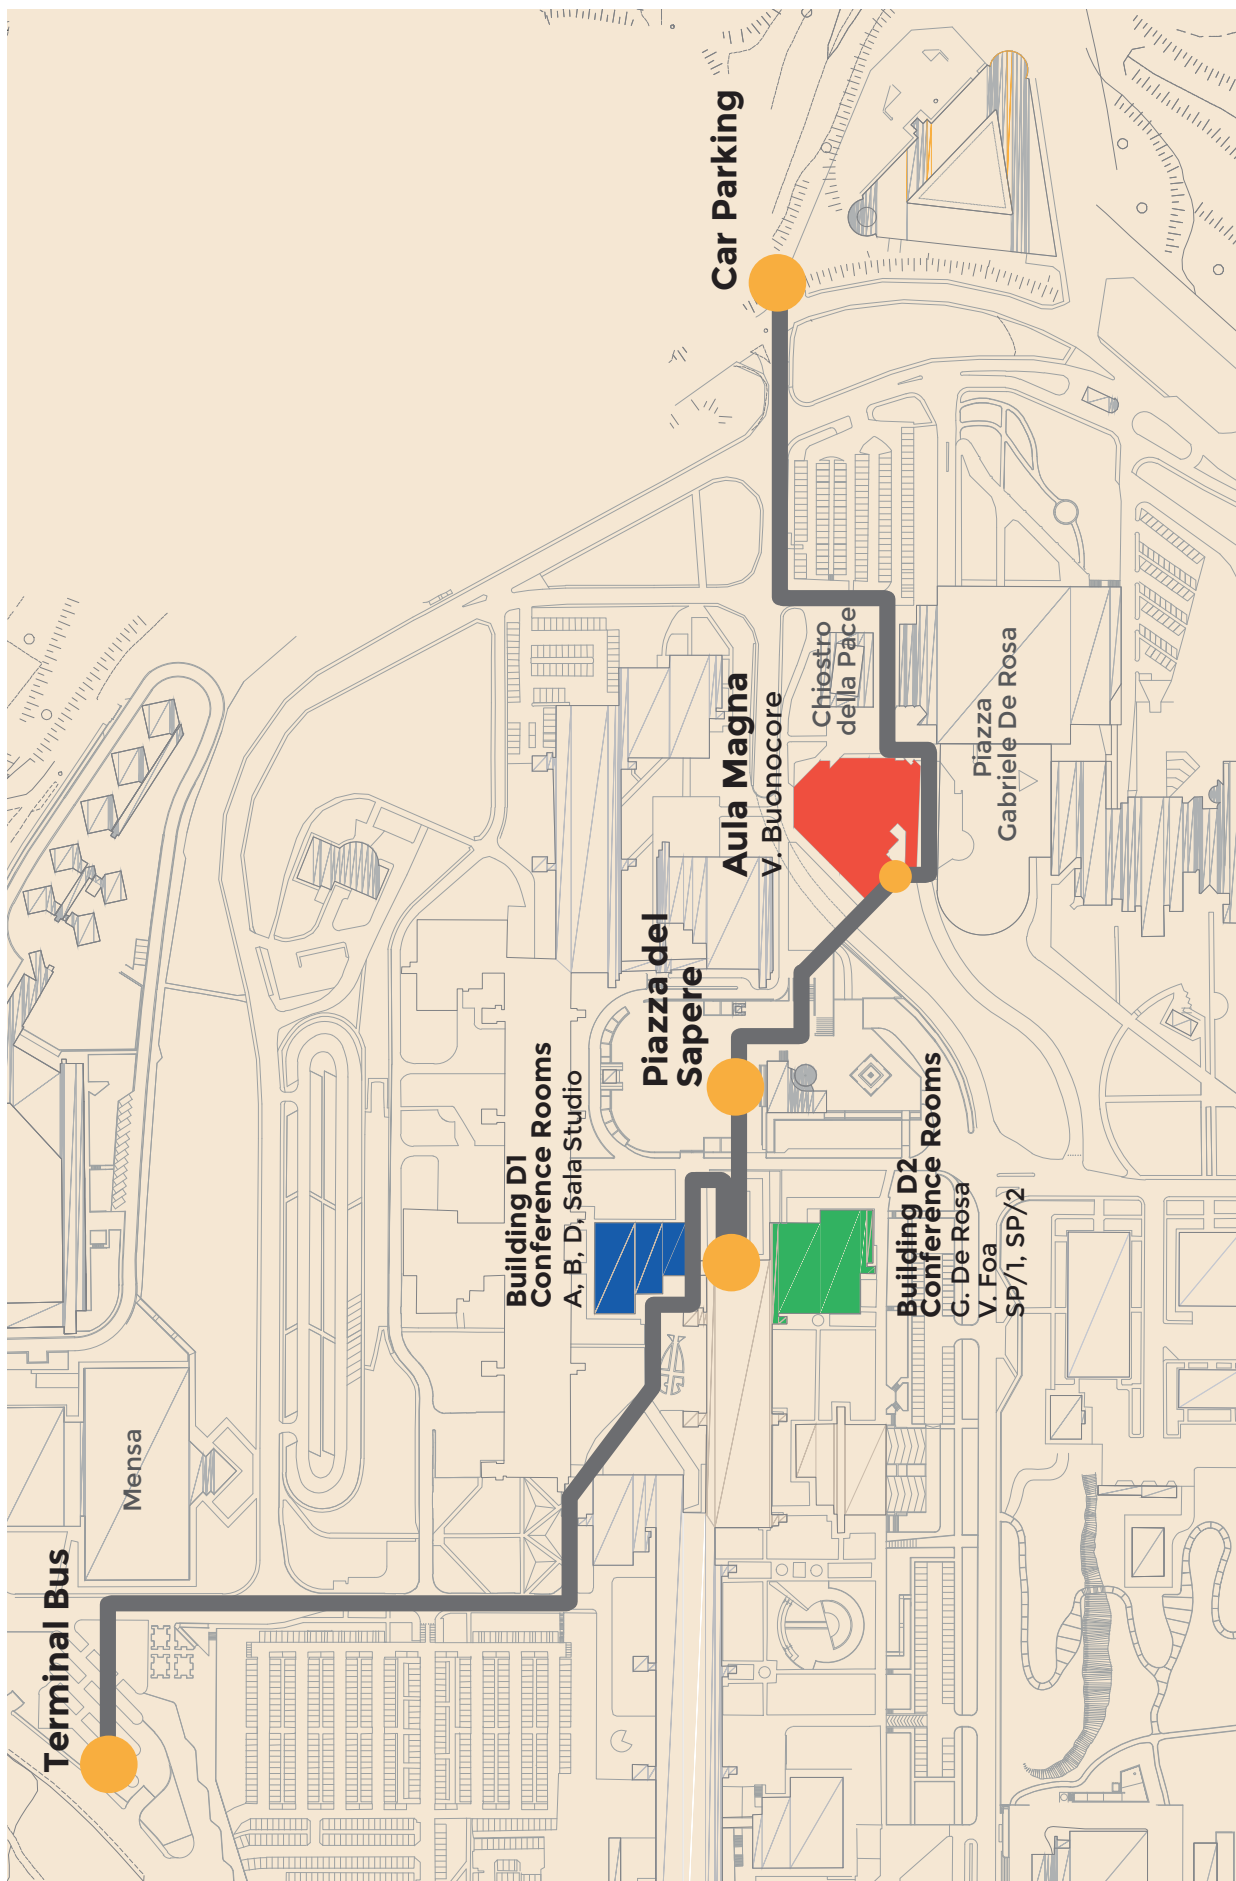 Terminal Bus
Mensa
Building D1
Conference Rooms
A, B, D, Sala Studio
Piazza del
Sapere
Aula Magna
V. Buonocore
Car Parking
Chiostro
della Pace
Building D2
Conference Rooms
G. De Rosa
V. Foa
SP/1, SP/2
Piazza
Gabriele De Rosa